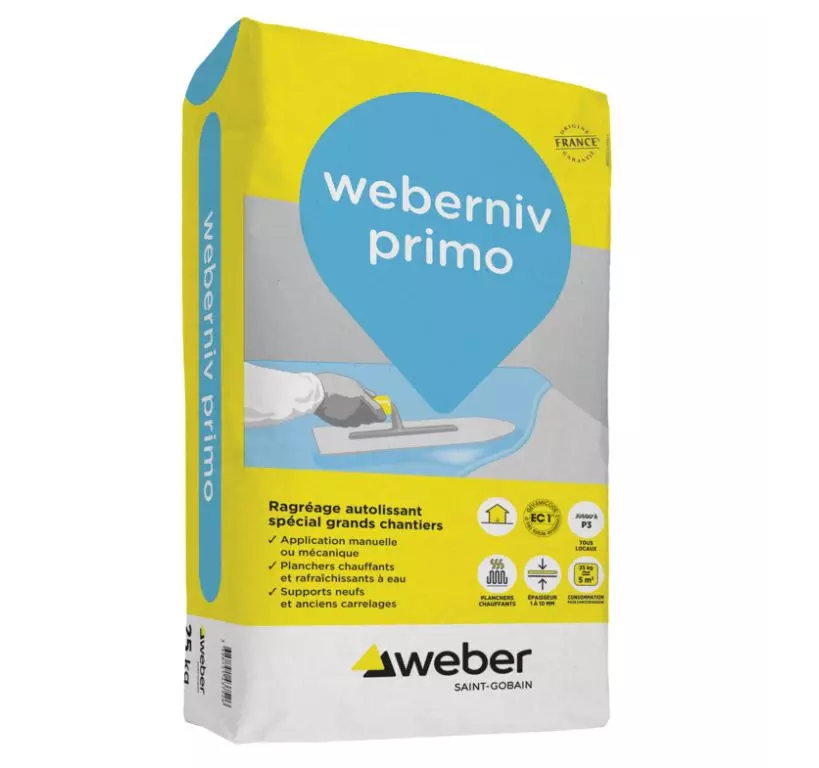 ORIGINE
FRANCE
GARANTIE
weberniv
primo
weberniv primo
Ragréage autolissant
spécial grands chantiers
✓ Application manuelle
ou mécanique
✓ Planchers chauffants
et rafraîchissants à eau
✓ Supports neufs
et anciens carrelages
EC1
JUSQU'À
P3
TOUS
LOCAUX
PLANCHERS
CHAUFFANTS
ÉPAISSEUR
1 À 10 MM
25 kg
5 m²
CONSOMMATION
weber
SAINT-GOBAIN
25 kg
weber